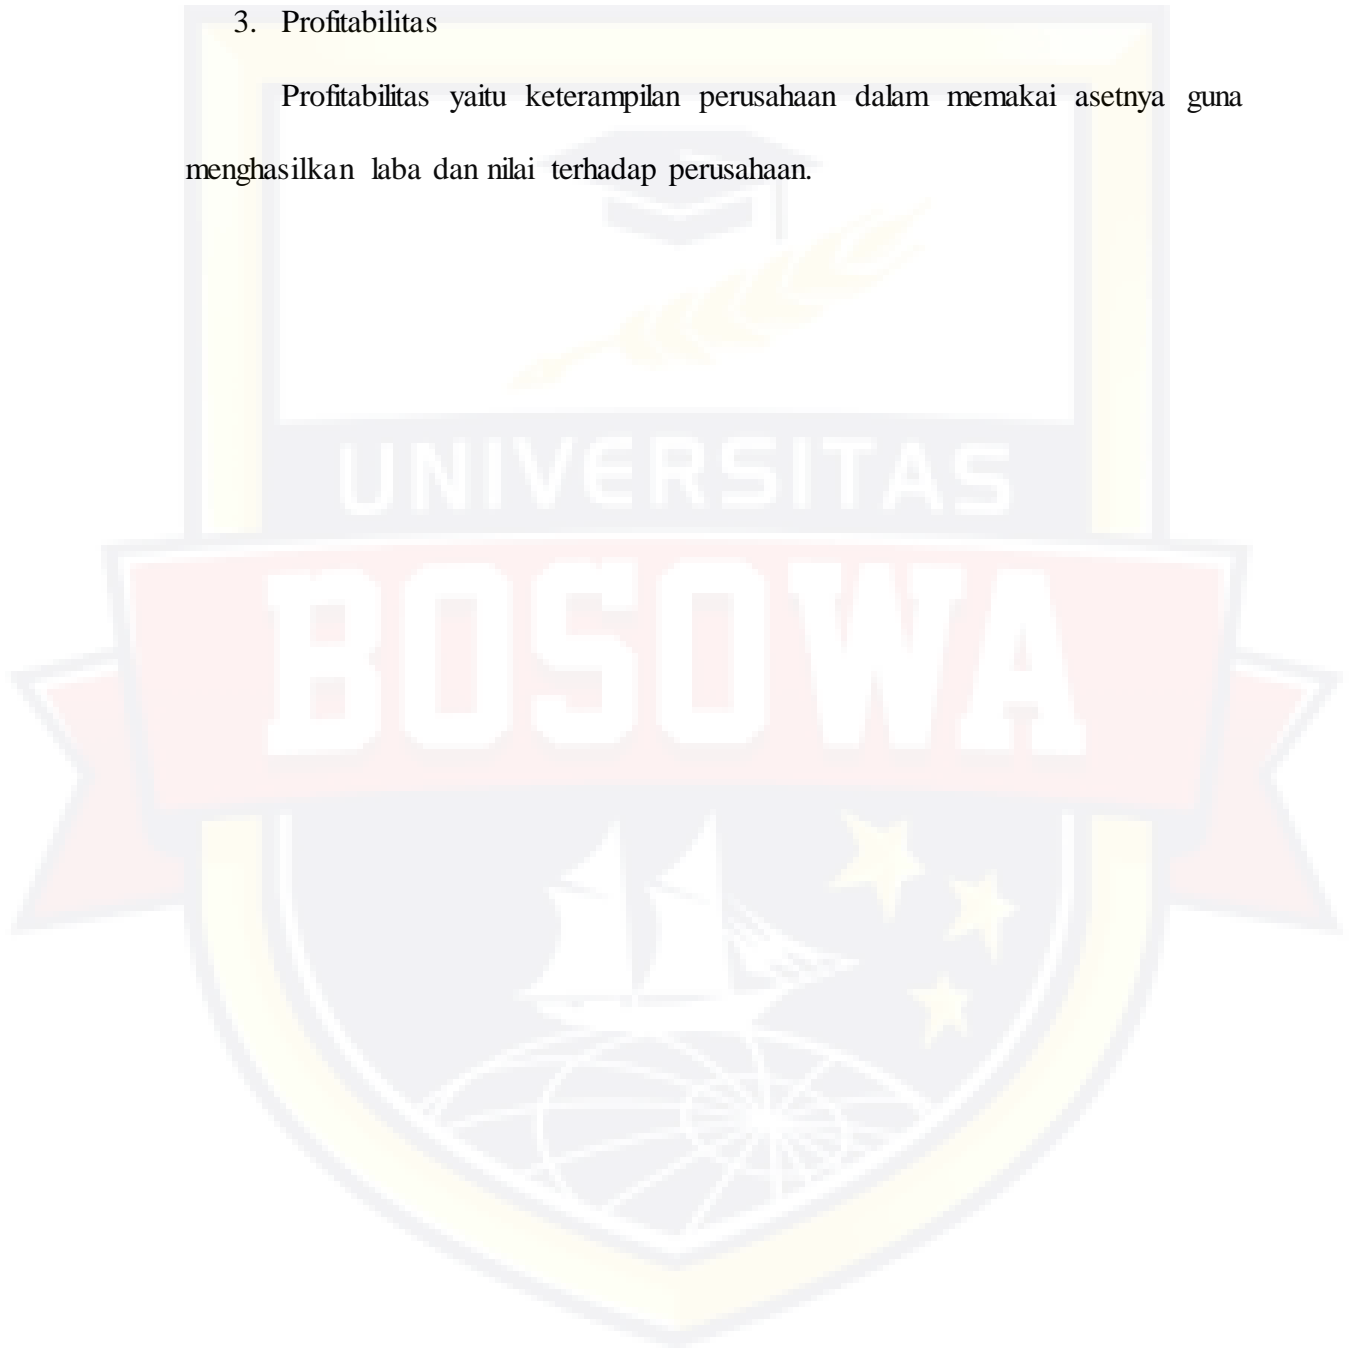 3. Profitabilitas
Profitabilitas yaitu keterampilan perusahaan dalam memakai asetnya guna
menghasilkan laba dan nilai terhadap perusahaan.
UNIVERSITAS
BOSOWA